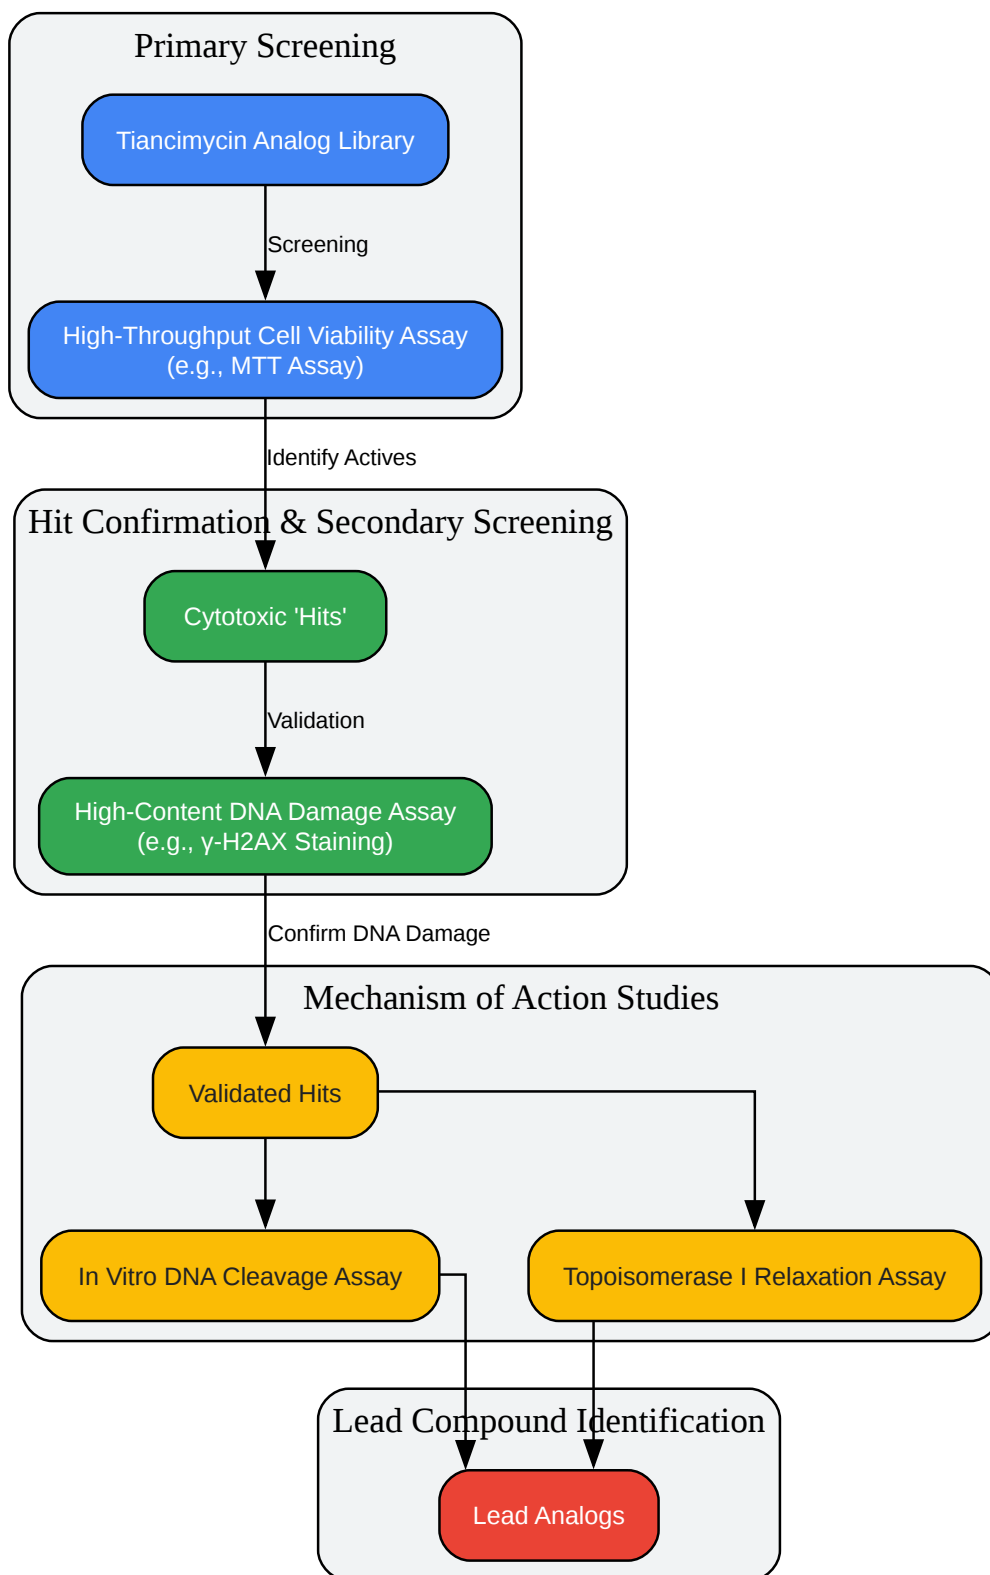 Primary Screening
Tiancimycin Analog Library
Screening
High-Throughput Cell Viability Assay
(e.g., MTT Assay)
Identify Actives
Hit Confirmation & Secondary Screening
Cytotoxic 'Hits'
Validation
High-Content DNA Damage Assay
(e.g., γ-H2AX Staining)
Confirm DNA Damage
Mechanism of Action Studies
Validated Hits
In Vitro DNA Cleavage Assay
Topoisomerase I Relaxation Assay
Lead Compound Identification
Lead Analogs